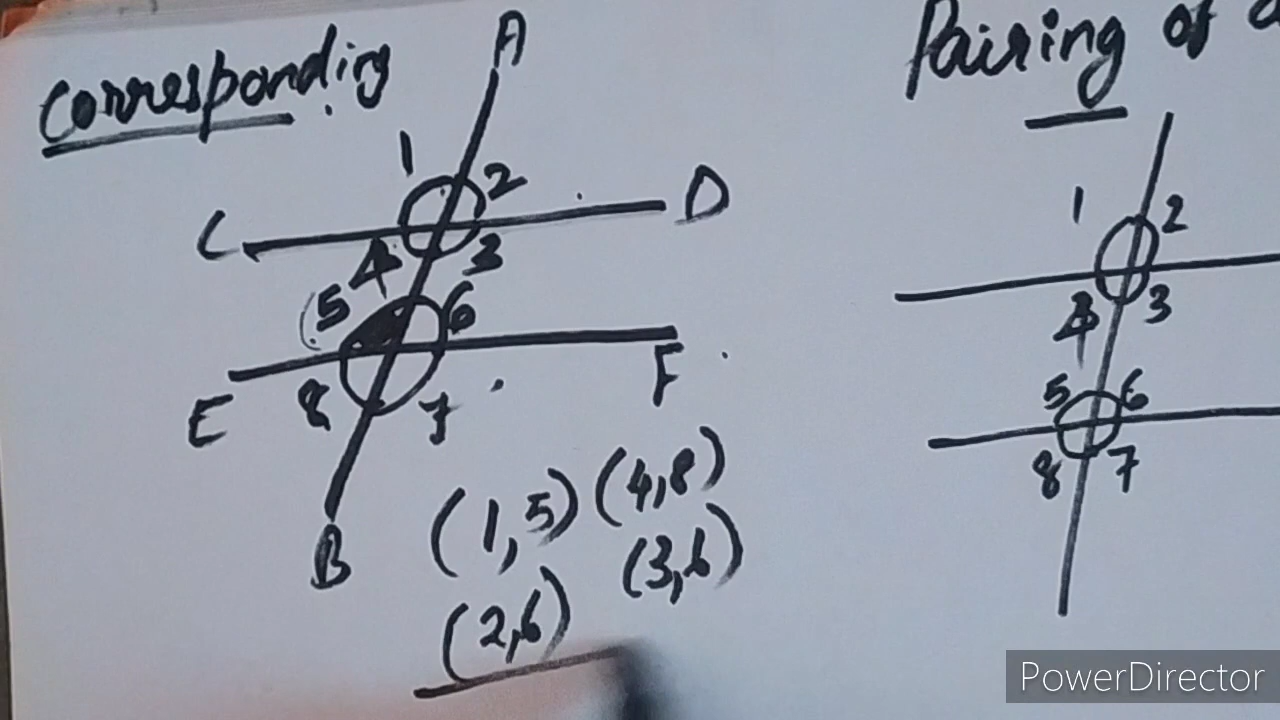 Corresponding
A
1 2
C D
4 3
5 6
E F
8 7
B
(1,5) (4,8)
(2,6) (3,6)
Pairing of
1 2
4 3
5 6
8 7
PowerDirector